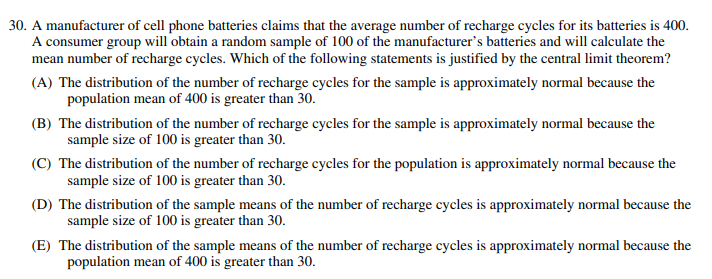 30. A manufacturer of cell phone batteries claims that the average number of recharge cycles for its batteries is 400.
A consumer group will obtain a random sample of 100 of the manufacturer's batteries and will calculate the
mean number of recharge cycles. Which of the following statements is justified by the central limit theorem?
(A) The distribution of the number of recharge cycles for the sample is approximately normal because the
population mean of 400 is greater than 30.
(B) The distribution of the number of recharge cycles for the sample is approximately normal because the
sample size of 100 is greater than 30.
(C) The distribution of the number of recharge cycles for the population is approximately normal because the
sample size of 100 is greater than 30.
(D) The distribution of the sample means of the number of recharge cycles is approximately normal because the
sample size of 100 is greater than 30.
(E) The distribution of the sample means of the number of recharge cycles is approximately normal because the
population mean of 400 is greater than 30.